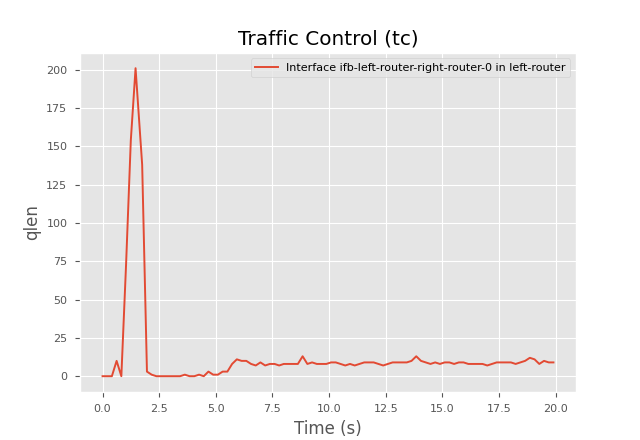 Traffic Control (tc)
Interface ifb-left-router-right-router-0 in left-router
200
175
150
125
100
75
50
25
0
qlen
0.0 2.5 5.0 7.5 10.0 12.5 15.0 17.5 20.0
Time (s)